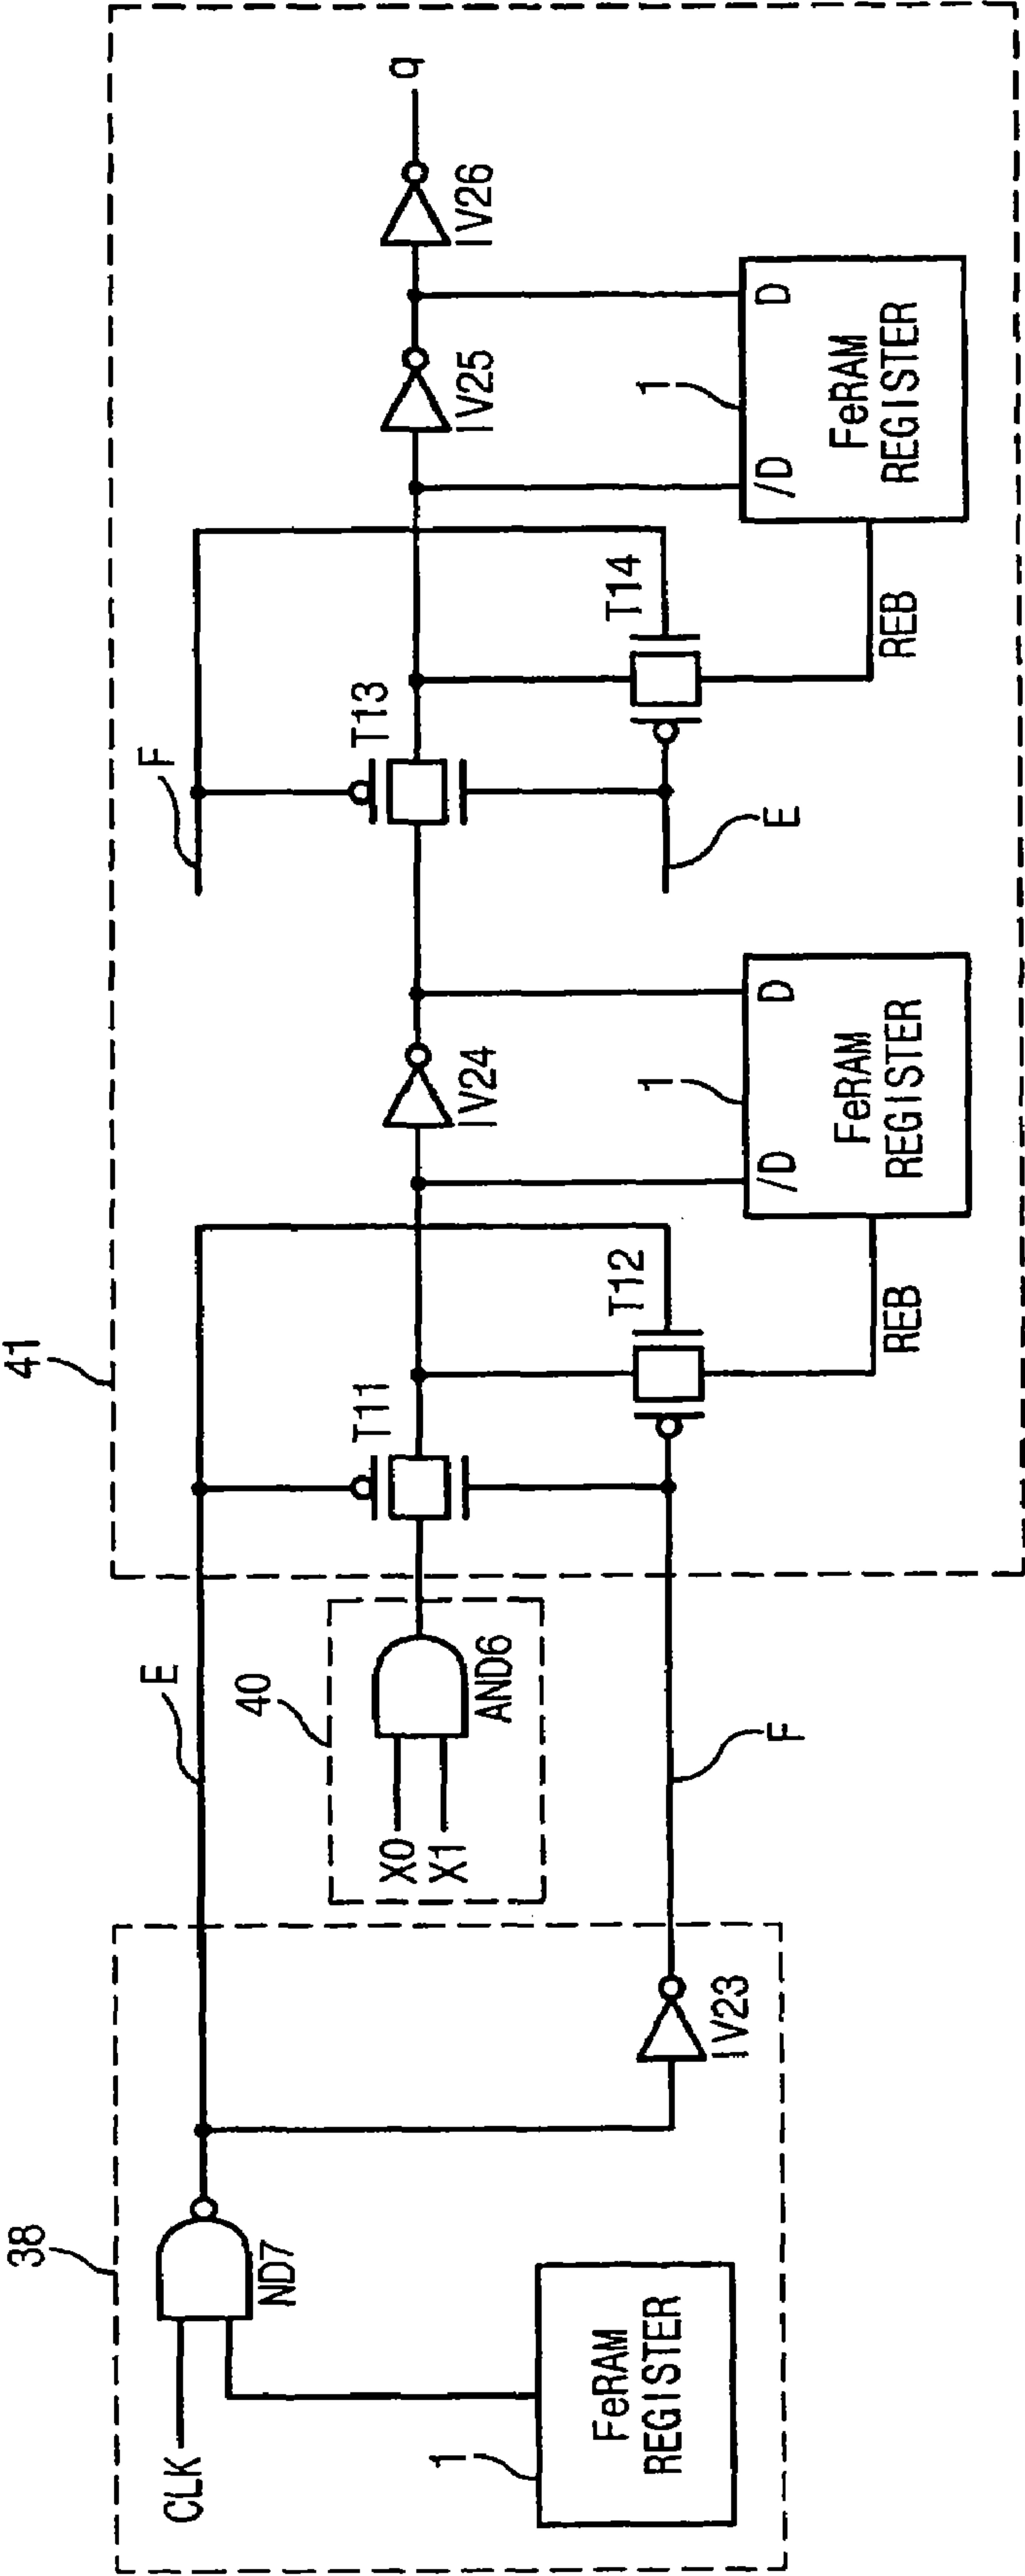 38
CLK
ND7
1
FeRAM
REGISTER
IV23
E
F
40
X0
X1
AND6
41
T11
T12
REB
IV24
/D
D
1
FeRAM
REGISTER
F
E
T13
T14
REB
IV25
/D
D
1
FeRAM
REGISTER
IV26
q